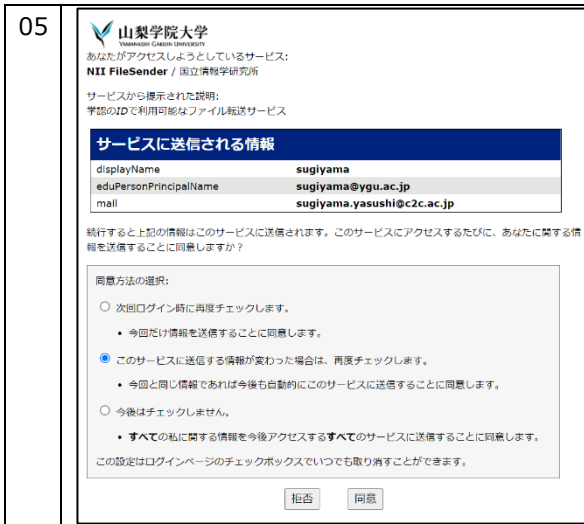 05
山梨学院大学
YAMANASHI GAKUIN UNIVERSITY
あなたがアクセスしようとしているサービス:
NII FileSender / 国立情報学研究所
サービスから提示された説明:
学認のIDで利用可能なファイル転送サービス
サービスに送信される情報
displayName sugiyama
eduPersonPrincipalName sugiyama@ygu.ac.jp
mail sugiyama.yasushi@c2c.ac.jp
続行すると上記の情報はこのサービスに送信されます。このサービスにアクセスするたびに、あなたに関する情
報を送信することに同意しますか？
同意方法の選択:
次回ログイン時に再度チェックします。
• 今回だけ情報を送信することに同意します。
このサービスに送信する情報が変わった場合は、再度チェックします。
• 今回と同じ情報であれば今後も自動的にこのサービスに送信することに同意します。
今後はチェックしません。
• すべての私に関する情報を今後アクセスするすべてのサービスに送信することに同意します。
この設定はログインページのチェックボックスでいつでも取り消すことができます。
拒否 同意